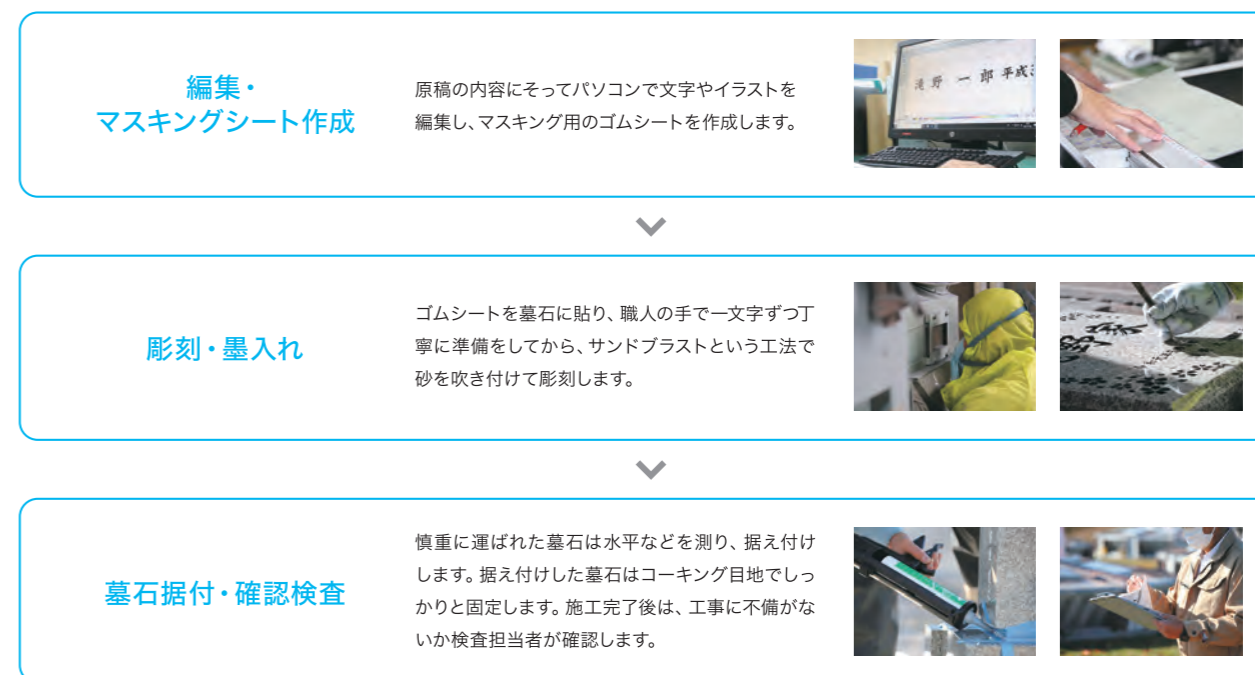 編集・
マスキングシート作成
原稿の内容にそってパソコンで文字やイラストを
編集し、マスキング用のゴムシートを作成します。
滝野 一郎 平成
彫刻・墨入れ
ゴムシートを墓石に貼り、職人の手で一文字ずつ丁
寧に準備をしてから、サンドブラストという工法で
砂を吹き付けて彫刻します。
墓石据付・確認検査
慎重に運ばれた墓石は水平などを測り、据え付け
します。据え付けした墓石はコーキング目地でしっ
かりと固定します。施工完了後は、工事に不備がな
いか検査担当者が確認します。